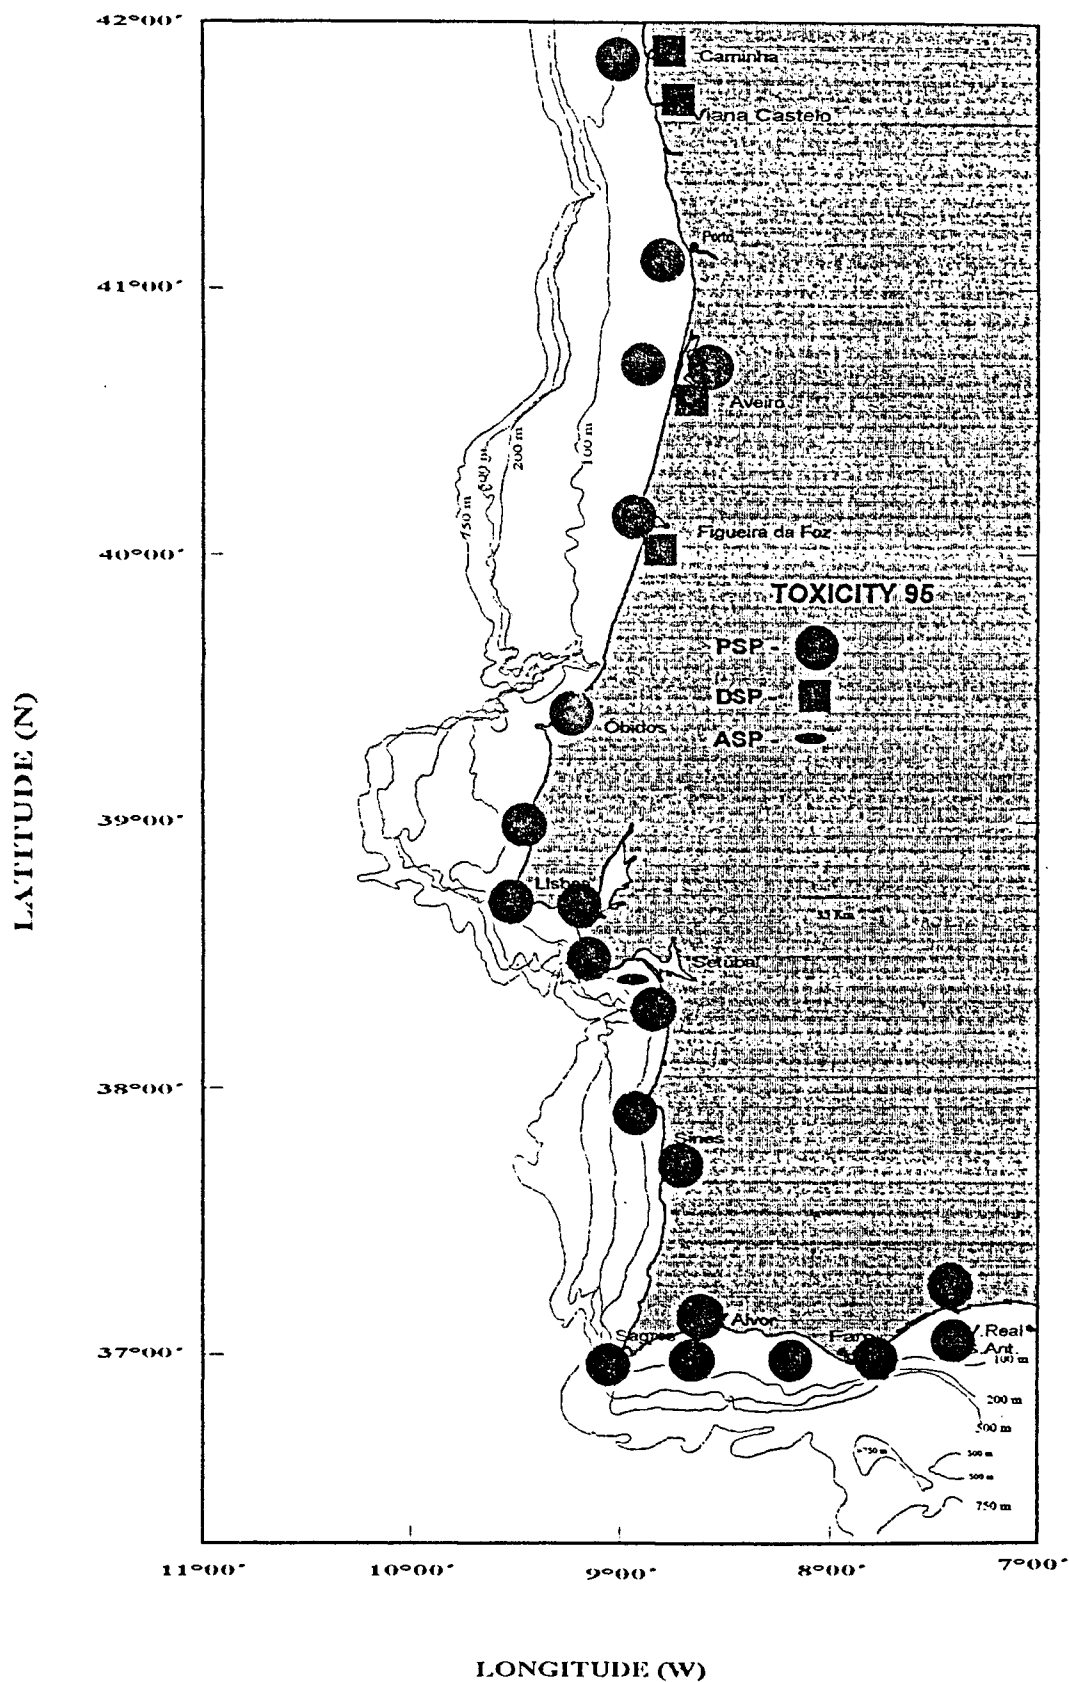 42°00´
Caminha
Viana Castelo
Porto
41°00´
Aveiro
200 m
100 m
750 m
Figueira da Foz
40°00´
TOXICITY 95
PSP -
DSP -
ASP -
Óbidos
39°00´
Lisboa
Setúbal
38°00´
Sines
Alvor
Sagres
Faro
V.Real
S.Ant.
37°00´
100 m
200 m
500 m
500 m
500 m
750 m
11°00´ 10°00´ 9°00´ 8°00´ 7°00´
LATITUDE (N)
LONGITUDE (W)